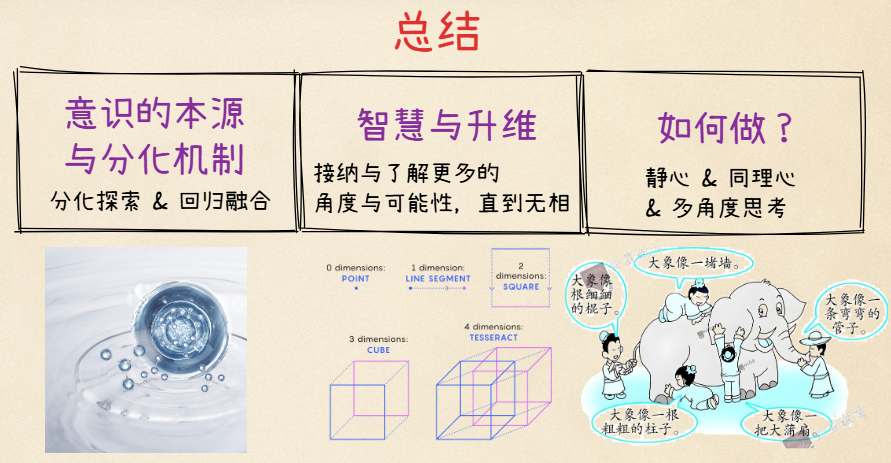 总结
意识的本源
与分化机制
分化探索 & 回归融合
智慧与升维
接纳与了解更多的
角度与可能性，直到无相
如何做？
静心 & 同理心
& 多角度思考
0 dimensions:
POINT
1 dimension:
LINE SEGMENT
2
dimensions:
SQUARE
3 dimensions:
CUBE
4 dimensions:
TESSERACT
大象像一堵墙。
大象像
根细细
的棍子。
大象像一
条弯弯的
管子。
大象像一根
粗粗的柱子。
大象像一
把大蒲扇。